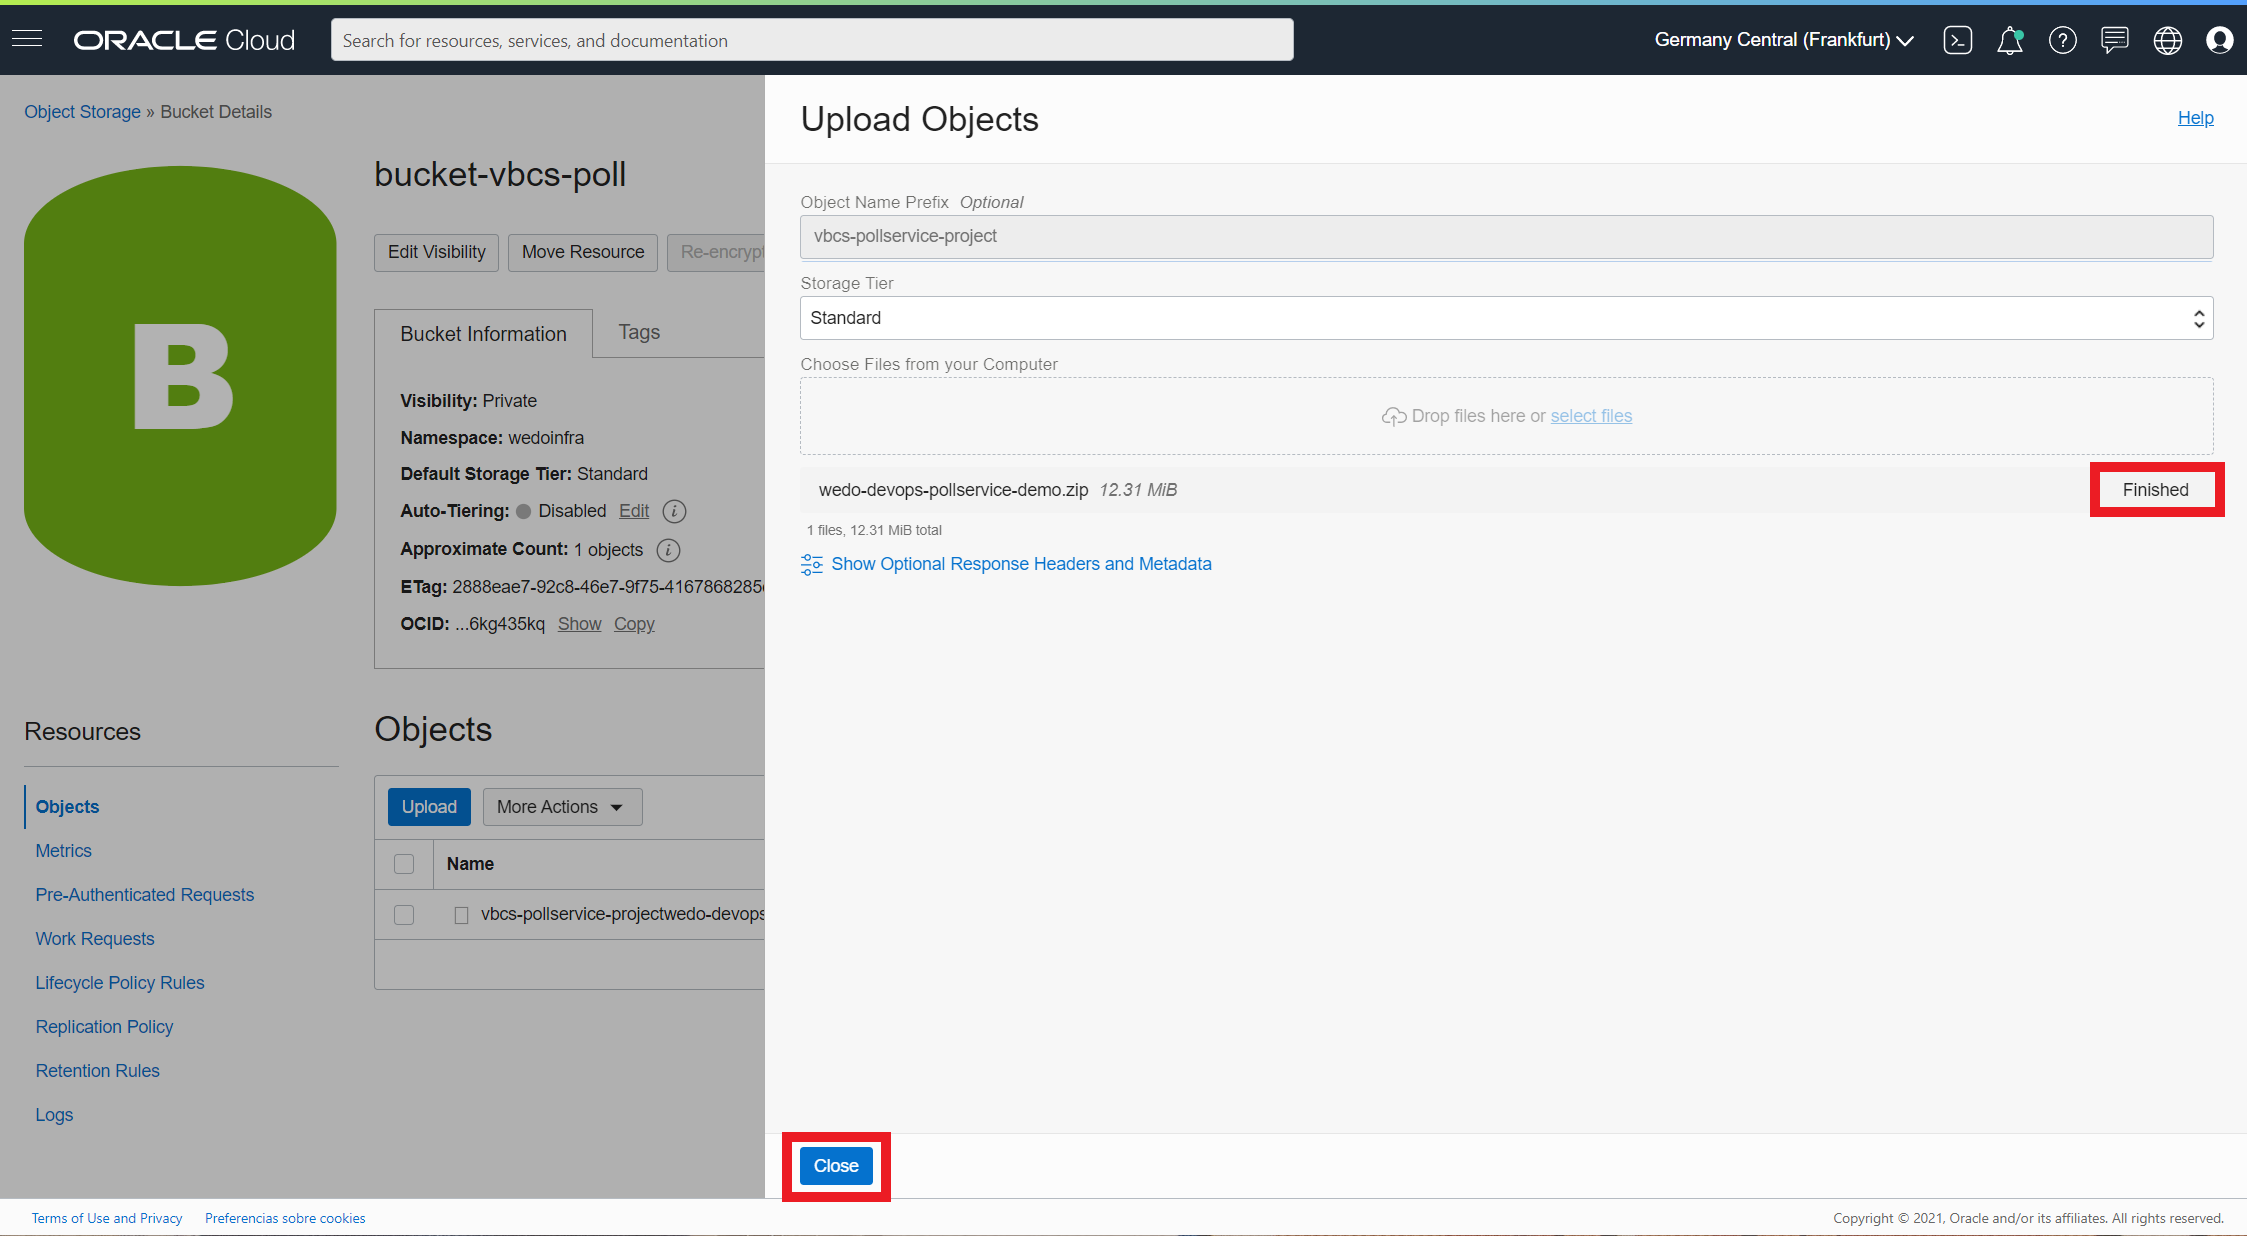 ORACLE Cloud
Search for resources, services, and documentation
Germany Central (Frankfurt)
Object Storage » Bucket Details
B
bucket-vbcs-poll
Edit Visibility
Move Resource
Re-encrypt
Bucket Information
Tags
Visibility: Private
Namespace: wedoinfra
Default Storage Tier: Standard
Auto-Tiering: Disabled Edit
Approximate Count: 1 objects
ETag: 2888eae7-92c8-46e7-9f75-4167868285
OCID: ...6kg435kq Show Copy
Resources
Objects
Metrics
Pre-Authenticated Requests
Work Requests
Lifecycle Policy Rules
Replication Policy
Retention Rules
Logs
Objects
Upload
More Actions
Name
vbcs-pollservice-projectwedo-devops
Upload Objects
Help
Object Name Prefix Optional
vbcs-pollservice-project
Storage Tier
Standard
Choose Files from your Computer
Drop files here or select files
wedo-devops-pollservice-demo.zip 12.31 MiB
Finished
1 files, 12.31 MiB total
Show Optional Response Headers and Metadata
Close
Terms of Use and Privacy
Preferencias sobre cookies
Copyright © 2021, Oracle and/or its affiliates. All rights reserved.